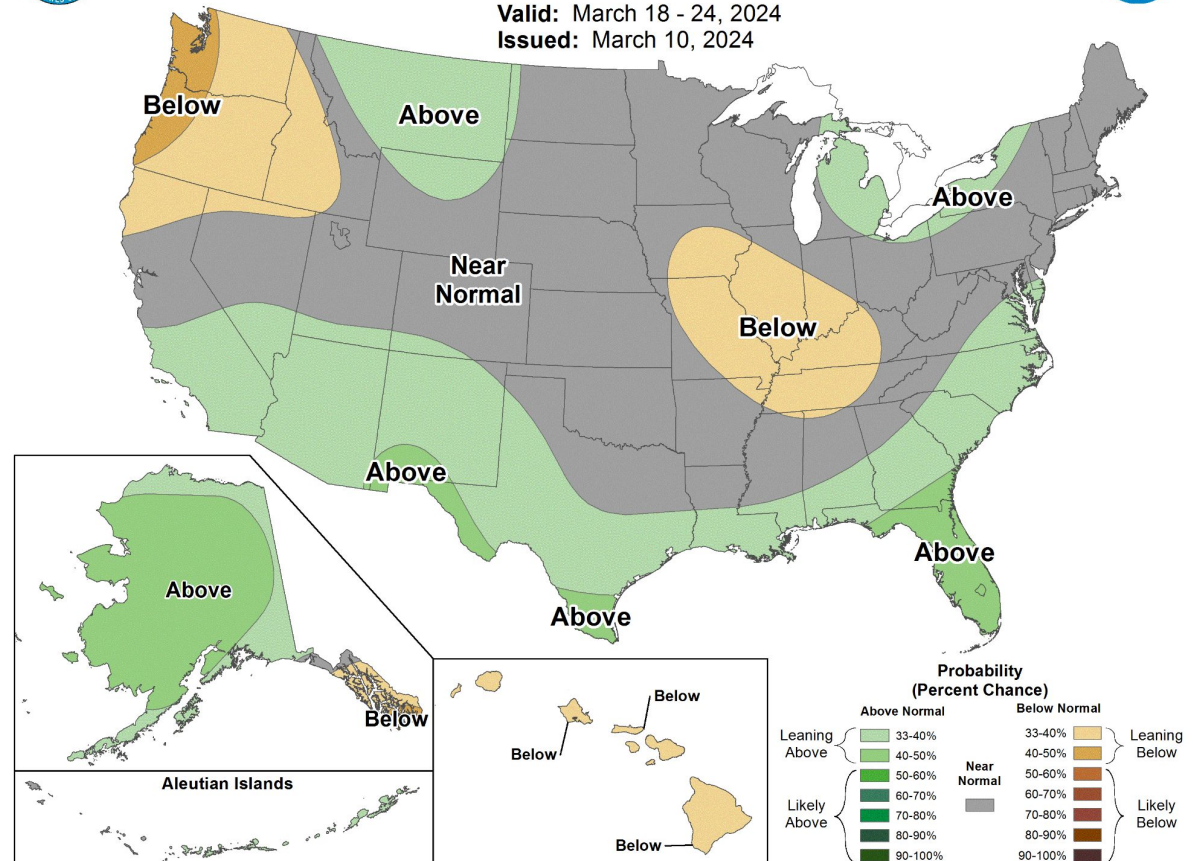 Valid: March 18 - 24, 2024
Issued: March 10, 2024
Below
Above
Above
Near
Normal
Below
Above
Above
Above
Above
Below
Aleutian Islands
Below
Below
Below
Probability
(Percent Chance)
Above Normal
Below Normal
Leaning
Above
33-40%
40-50%
50-60%
60-70%
70-80%
80-90%
90-100%
Likely
Above
Near
Normal
33-40%
40-50%
50-60%
60-70%
70-80%
80-90%
90-100%
Leaning
Below
Likely
Below